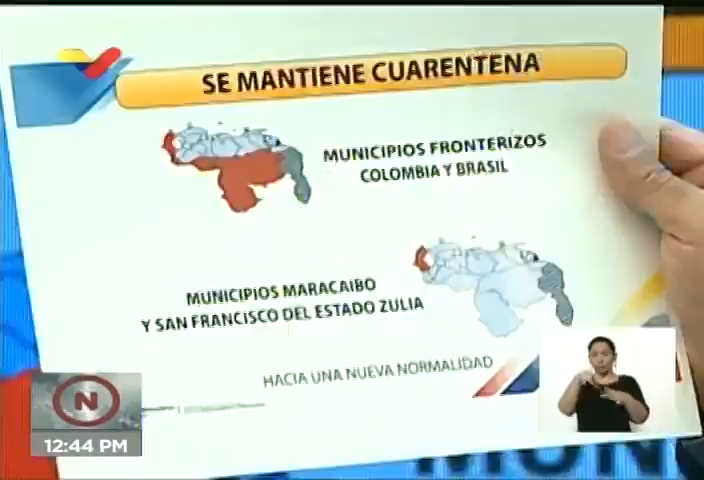 SE MANTIENE CUARENTENA
MUNICIPIOS FRONTERIZOS
COLOMBIA Y BRASIL
MUNICIPIOS MARACAIBO
Y SAN FRANCISCO DEL ESTADO ZULIA
HACIA UNA NUEVA NORMALIDAD
N
12:44 PM